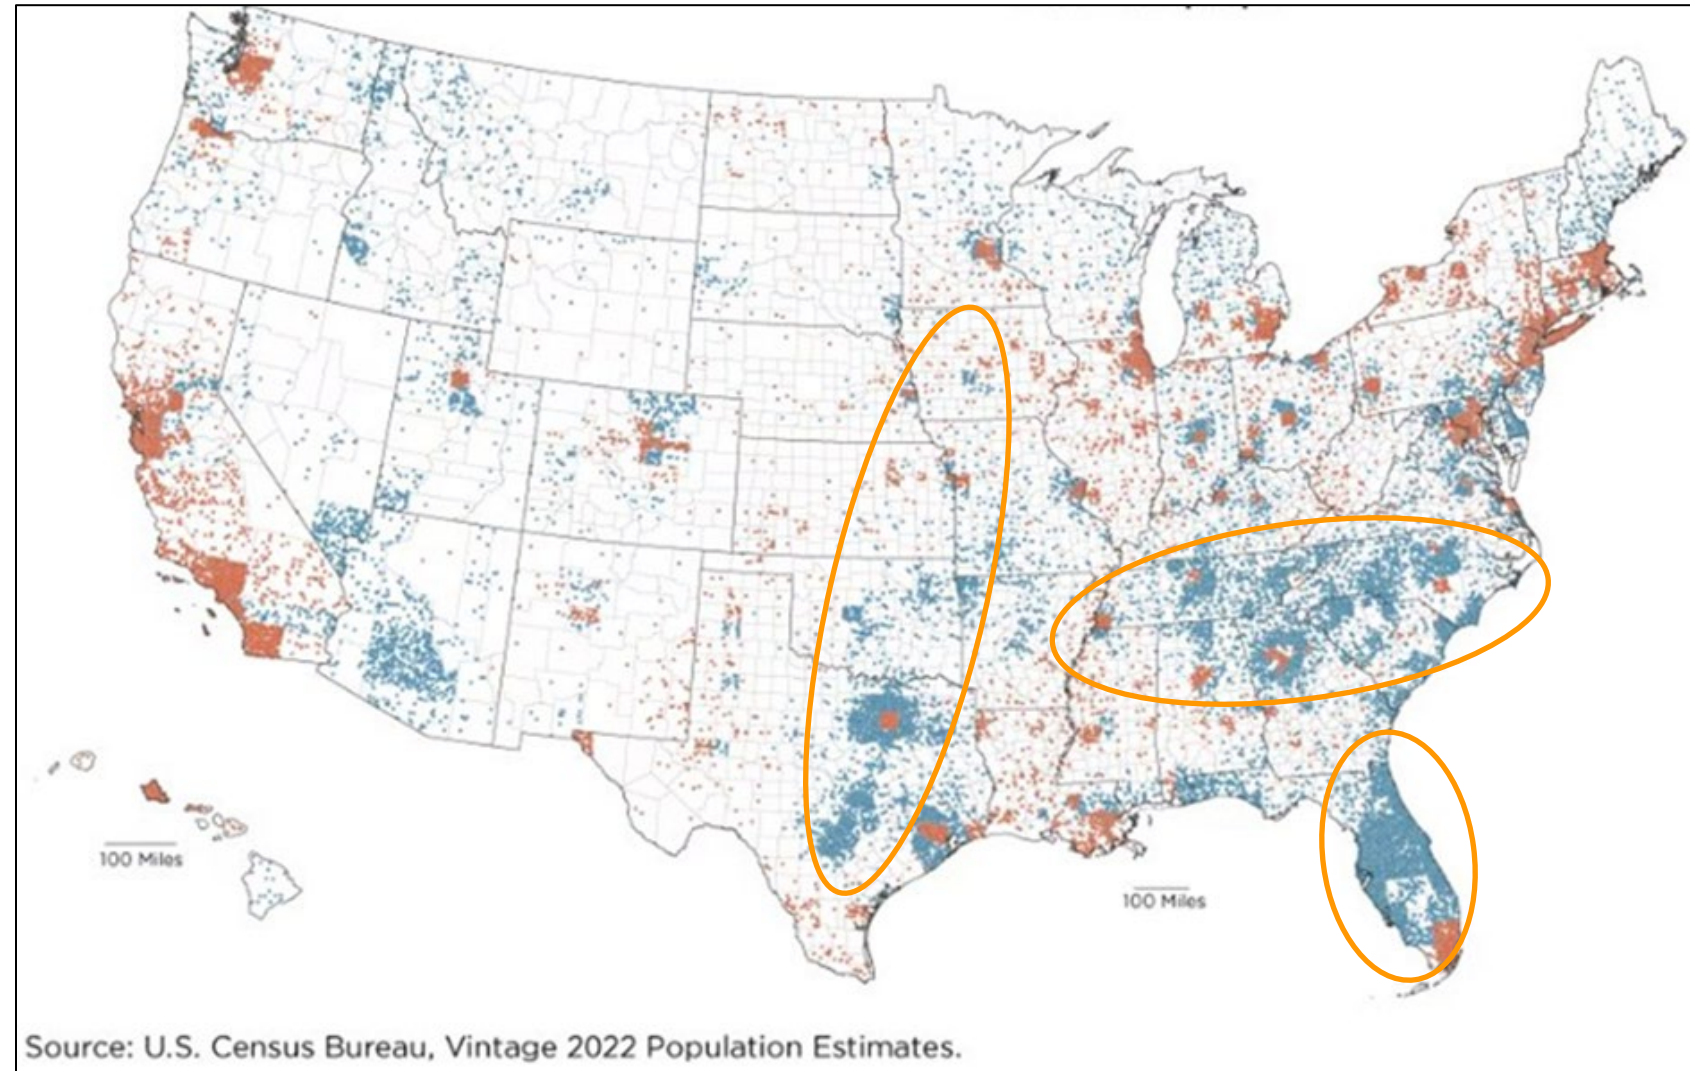 100 Miles
100 Miles
Source: U.S. Census Bureau, Vintage 2022 Population Estimates.